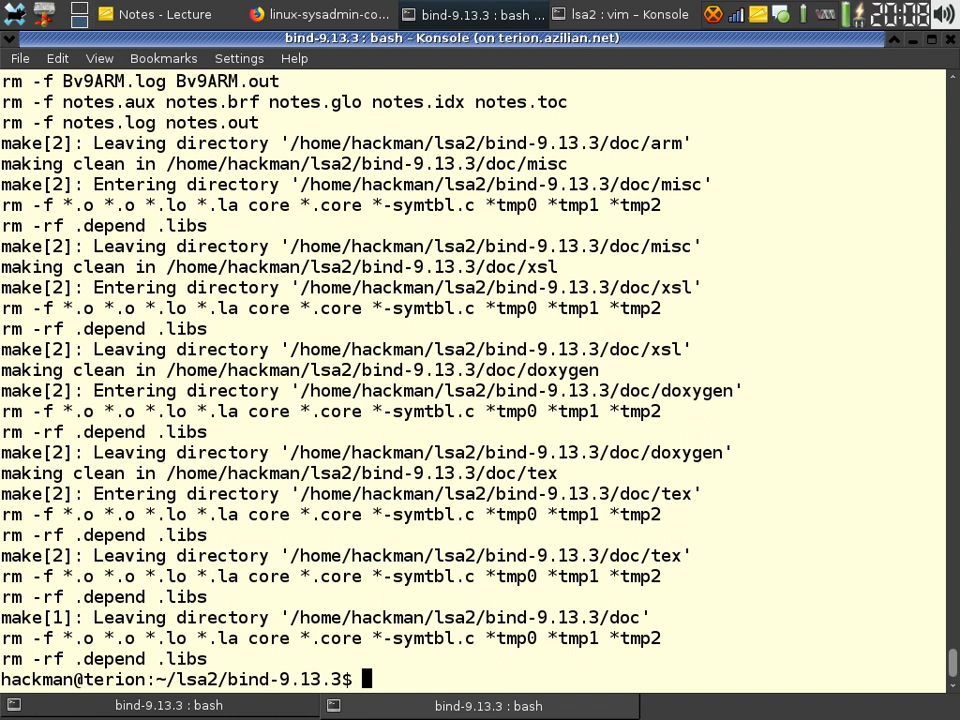 Notes - Lecture
linux-sysadmin-co...
bind-9.13.3 : bash ...
lsa2 : vim – Konsole
20:08
bind-9.13.3 : bash – Konsole (on terion.azilian.net)
File Edit View Bookmarks Settings Help
rm -f Bv9ARM.log Bv9ARM.out
rm -f notes.aux notes.brf notes.glo notes.idx notes.toc
rm -f notes.log notes.out
make[2]: Leaving directory '/home/hackman/lsa2/bind-9.13.3/doc/arm'
making clean in /home/hackman/lsa2/bind-9.13.3/doc/misc
make[2]: Entering directory '/home/hackman/lsa2/bind-9.13.3/doc/misc'
rm -f *.o *.o *.lo *.la core *.core *-symtbl.c *tmp0 *tmp1 *tmp2
rm -rf .depend .libs
make[2]: Leaving directory '/home/hackman/lsa2/bind-9.13.3/doc/misc'
making clean in /home/hackman/lsa2/bind-9.13.3/doc/xsl
make[2]: Entering directory '/home/hackman/lsa2/bind-9.13.3/doc/xsl'
rm -f *.o *.o *.lo *.la core *.core *-symtbl.c *tmp0 *tmp1 *tmp2
rm -rf .depend .libs
make[2]: Leaving directory '/home/hackman/lsa2/bind-9.13.3/doc/xsl'
making clean in /home/hackman/lsa2/bind-9.13.3/doc/doxygen
make[2]: Entering directory '/home/hackman/lsa2/bind-9.13.3/doc/doxygen'
rm -f *.o *.o *.lo *.la core *.core *-symtbl.c *tmp0 *tmp1 *tmp2
rm -rf .depend .libs
make[2]: Leaving directory '/home/hackman/lsa2/bind-9.13.3/doc/doxygen'
making clean in /home/hackman/lsa2/bind-9.13.3/doc/tex
make[2]: Entering directory '/home/hackman/lsa2/bind-9.13.3/doc/tex'
rm -f *.o *.o *.lo *.la core *.core *-symtbl.c *tmp0 *tmp1 *tmp2
rm -rf .depend .libs
make[2]: Leaving directory '/home/hackman/lsa2/bind-9.13.3/doc/tex'
rm -f *.o *.o *.lo *.la core *.core *-symtbl.c *tmp0 *tmp1 *tmp2
rm -rf .depend .libs
make[1]: Leaving directory '/home/hackman/lsa2/bind-9.13.3/doc'
rm -f *.o *.o *.lo *.la core *.core *-symtbl.c *tmp0 *tmp1 *tmp2
rm -rf .depend .libs
hackman@terion:~/lsa2/bind-9.13.3$
bind-9.13.3 : bash
bind-9.13.3 : bash